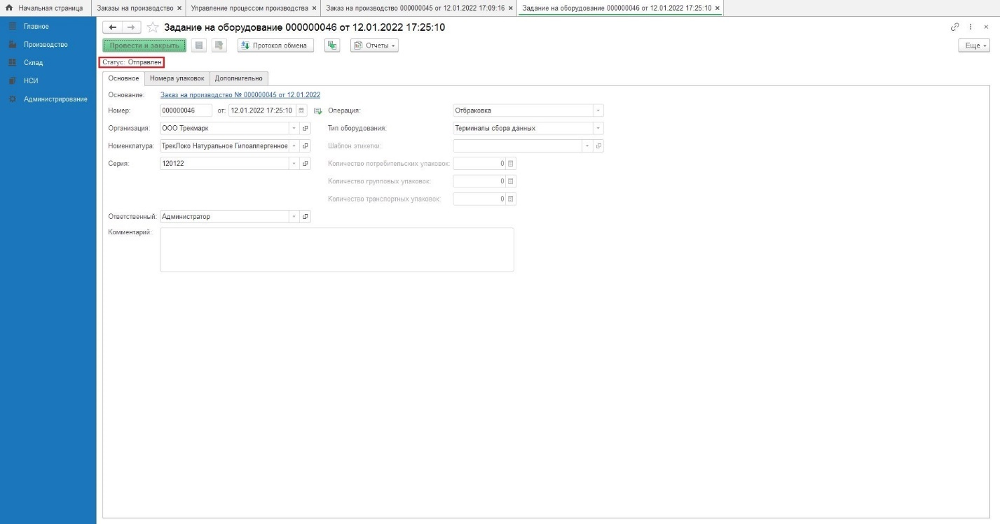 Начальная страница
Заказы на производство ×
Управление процессом производства ×
Заказ на производство 000000045 от 12.01.2022 17:09:16 ×
Задание на оборудование 000000046 от 12.01.2022 17:25:10 ×
Главное
Производство
Склад
НСИ
Администрирование
Задание на оборудование 000000046 от 12.01.2022 17:25:10
Провести и закрыть
Протокол обмена
Отчеты
Еще
Статус: Отправлен
Основное
Номера упаковок
Дополнительно
Основание: Заказ на производство № 000000045 от 12.01.2022
Номер: 000000046 от: 12.01.2022 17:25:10
Операция: Отбраковка
Организация: ООО Трекмарк
Тип оборудования: Терминалы сбора данных
Номенклатура: ТрекЛоко Натуральное Гипоаллергенное
Шаблон этикетки:
Серия: 120122
Количество потребительских упаковок: 0
Количество групповых упаковок: 0
Количество транспортных упаковок: 0
Ответственный: Администратор
Комментарий: